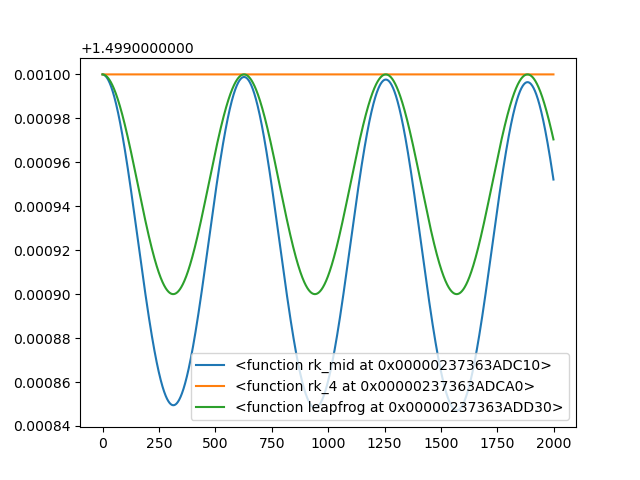 +1.4990000000
0.00100
0.00098
0.00096
0.00094
0.00092
0.00090
0.00088
0.00086
0.00084
<function rk_mid at 0x00000237363ADC10>
<function rk_4 at 0x00000237363ADCA0>
<function leapfrog at 0x00000237363ADD30>
0 250 500 750 1000 1250 1500 1750 2000